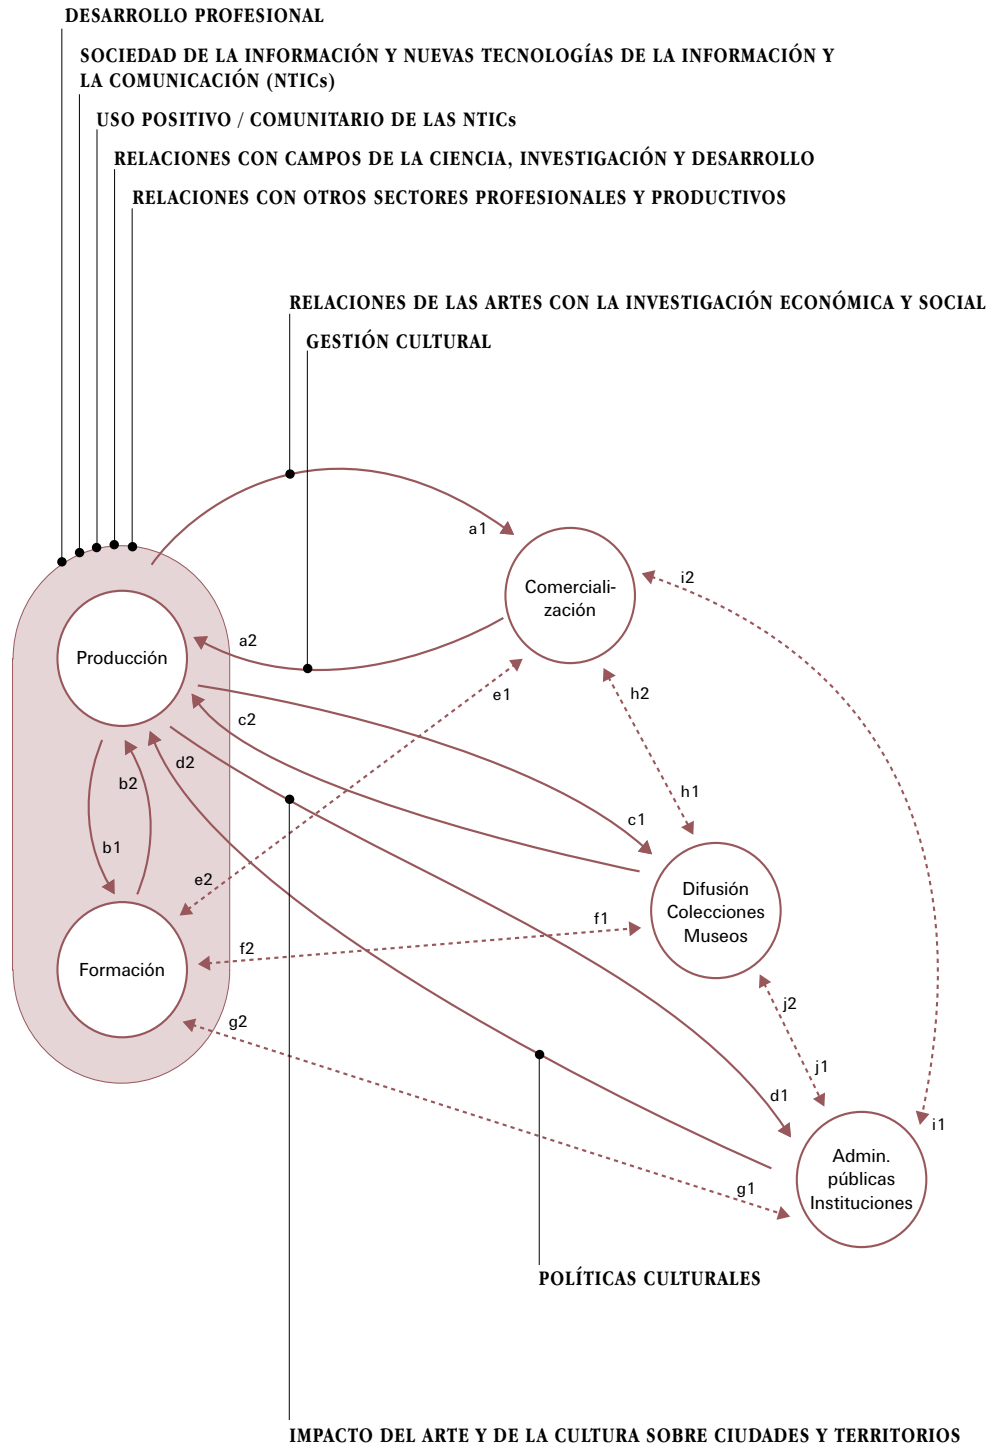 DESARROLLO PROFESIONAL
SOCIEDAD DE LA INFORMACIÓN Y NUEVAS TECNOLOGÍAS DE LA INFORMACIÓN Y
LA COMUNICACIÓN (NTICs)
USO POSITIVO / COMUNITARIO DE LAS NTICs
RELACIONES CON CAMPOS DE LA CIENCIA, INVESTIGACIÓN Y DESARROLLO
RELACIONES CON OTROS SECTORES PROFESIONALES Y PRODUCTIVOS
RELACIONES DE LAS ARTES CON LA INVESTIGACIÓN ECONÓMICA Y SOCIAL
GESTIÓN CULTURAL
a1
Comerciali-
zación
i2
a2
Producción
e1
h2
c2
d2
b2
h1
c1
b1
e2
Difusión
Colecciones
Museos
f1
f2
Formación
j2
g2
j1
d1
i1
Admin.
públicas
Instituciones
g1
POLÍTICAS CULTURALES
IMPACTO DEL ARTE Y DE LA CULTURA SOBRE CIUDADES Y TERRITORIOS